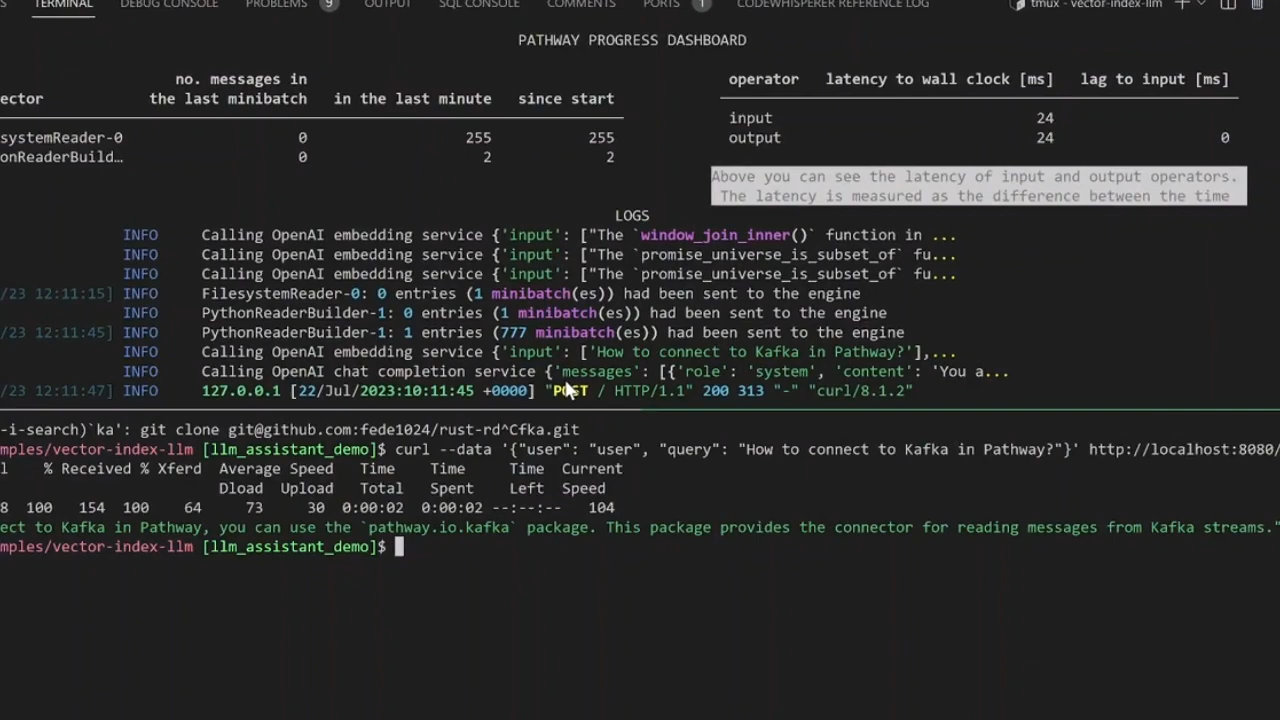 TERMINAL DEBUG CONSOLE PROBLEMS 9 OUTPUT SQL CONSOLE COMMENTS PORTS 1 CODEWHISPERER REFERENCE LOG tmux - vector-index-llm
PATHWAY PROGRESS DASHBOARD
no. messages in
ector the last minibatch in the last minute since start
systemReader-0 0 255 255
onReaderBuild… 0 2 2
operator latency to wall clock [ms] lag to input [ms]
input 24
output 24 0
Above you can see the latency of input and output operators.
The latency is measured as the difference between the time
LOGS
INFO Calling OpenAI embedding service {'input': ["The `window_join_inner()` function in ...
INFO Calling OpenAI embedding service {'input': ["The `promise_universe_is_subset_of` fu...
INFO Calling OpenAI embedding service {'input': ["The `promise_universe_is_subset_of` fu...
/23 12:11:15] INFO FilesystemReader-0: 0 entries (1 minibatch(es)) had been sent to the engine
INFO PythonReaderBuilder-1: 0 entries (1 minibatch(es)) had been sent to the engine
/23 12:11:45] INFO PythonReaderBuilder-1: 1 entries (777 minibatch(es)) had been sent to the engine
INFO Calling OpenAI embedding service {'input': ['How to connect to Kafka in Pathway?'],...
INFO Calling OpenAI chat completion service {'messages': [{'role': 'system', 'content': 'You a...
/23 12:11:47] INFO 127.0.0.1 [22/Jul/2023:10:11:45 +0000] "POST / HTTP/1.1" 200 313 "-" "curl/8.1.2"
-i-search)`ka': git clone git@github.com:fede1024/rust-rd^Cfka.git
mples/vector-index-llm [llm_assistant_demo]$ curl --data '{"user": "user", "query": "How to connect to Kafka in Pathway?"}' http://localhost:8080/
l % Received % Xferd Average Speed Time Time Time Current
Dload Upload Total Spent Left Speed
8 100 154 100 64 73 30 0:00:02 0:00:02 --:--:-- 104
ect to Kafka in Pathway, you can use the `pathway.io.kafka` package. This package provides the connector for reading messages from Kafka streams."
mples/vector-index-llm [llm_assistant_demo]$